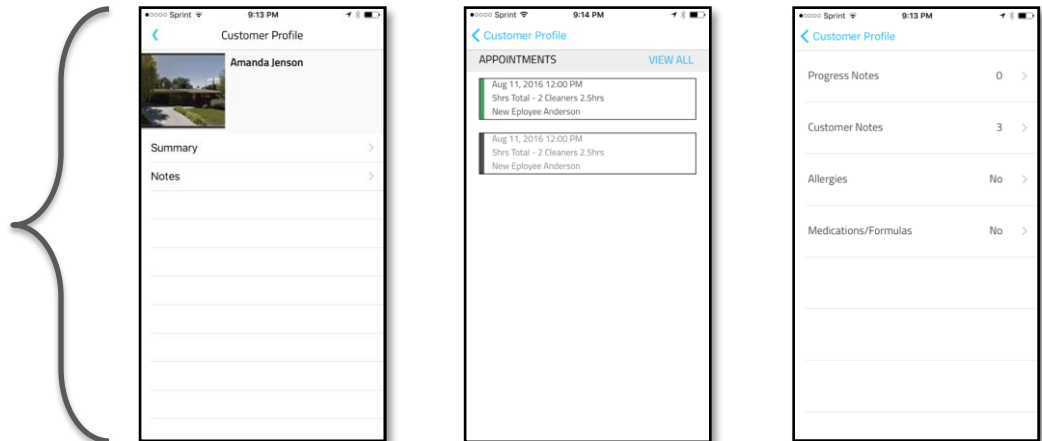 Sprint 9:13 PM
Customer Profile
Amanda Jenson
Summary
Notes
Sprint 9:14 PM
Customer Profile
APPOINTMENTS VIEW ALL
Aug 11, 2016 12:00 PM
5hrs Total - 2 Cleaners 2.5hrs
New Eployee Anderson
Aug 11, 2016 12:00 PM
5hrs Total - 2 Cleaners 2.5hrs
New Eployee Anderson
Sprint 9:13 PM
Customer Profile
Progress Notes 0
Customer Notes 3
Allergies No
Medications/Formulas No